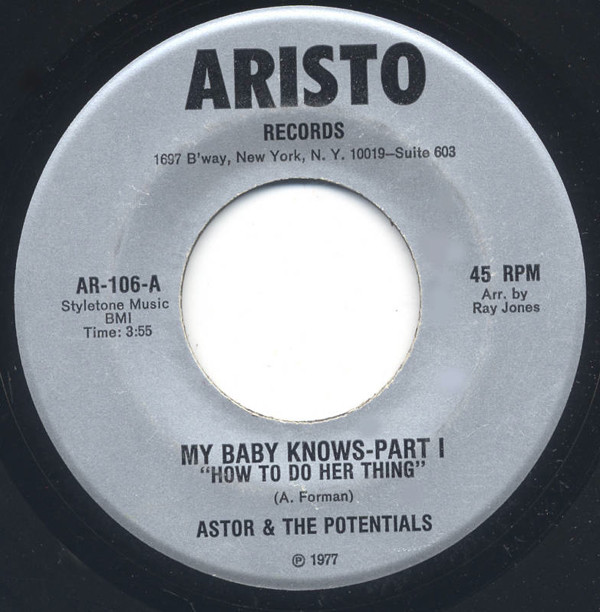 ARISTO
RECORDS
1697 B'way, New York, N. Y. 10019—Suite 603
AR-106-A
Styletone Music
BMI
Time: 3:55
45 RPM
Arr. by
Ray Jones
MY BABY KNOWS-PART I
"HOW TO DO HER THING"
(A. Forman)
ASTOR & THE POTENTIALS
℗ 1977